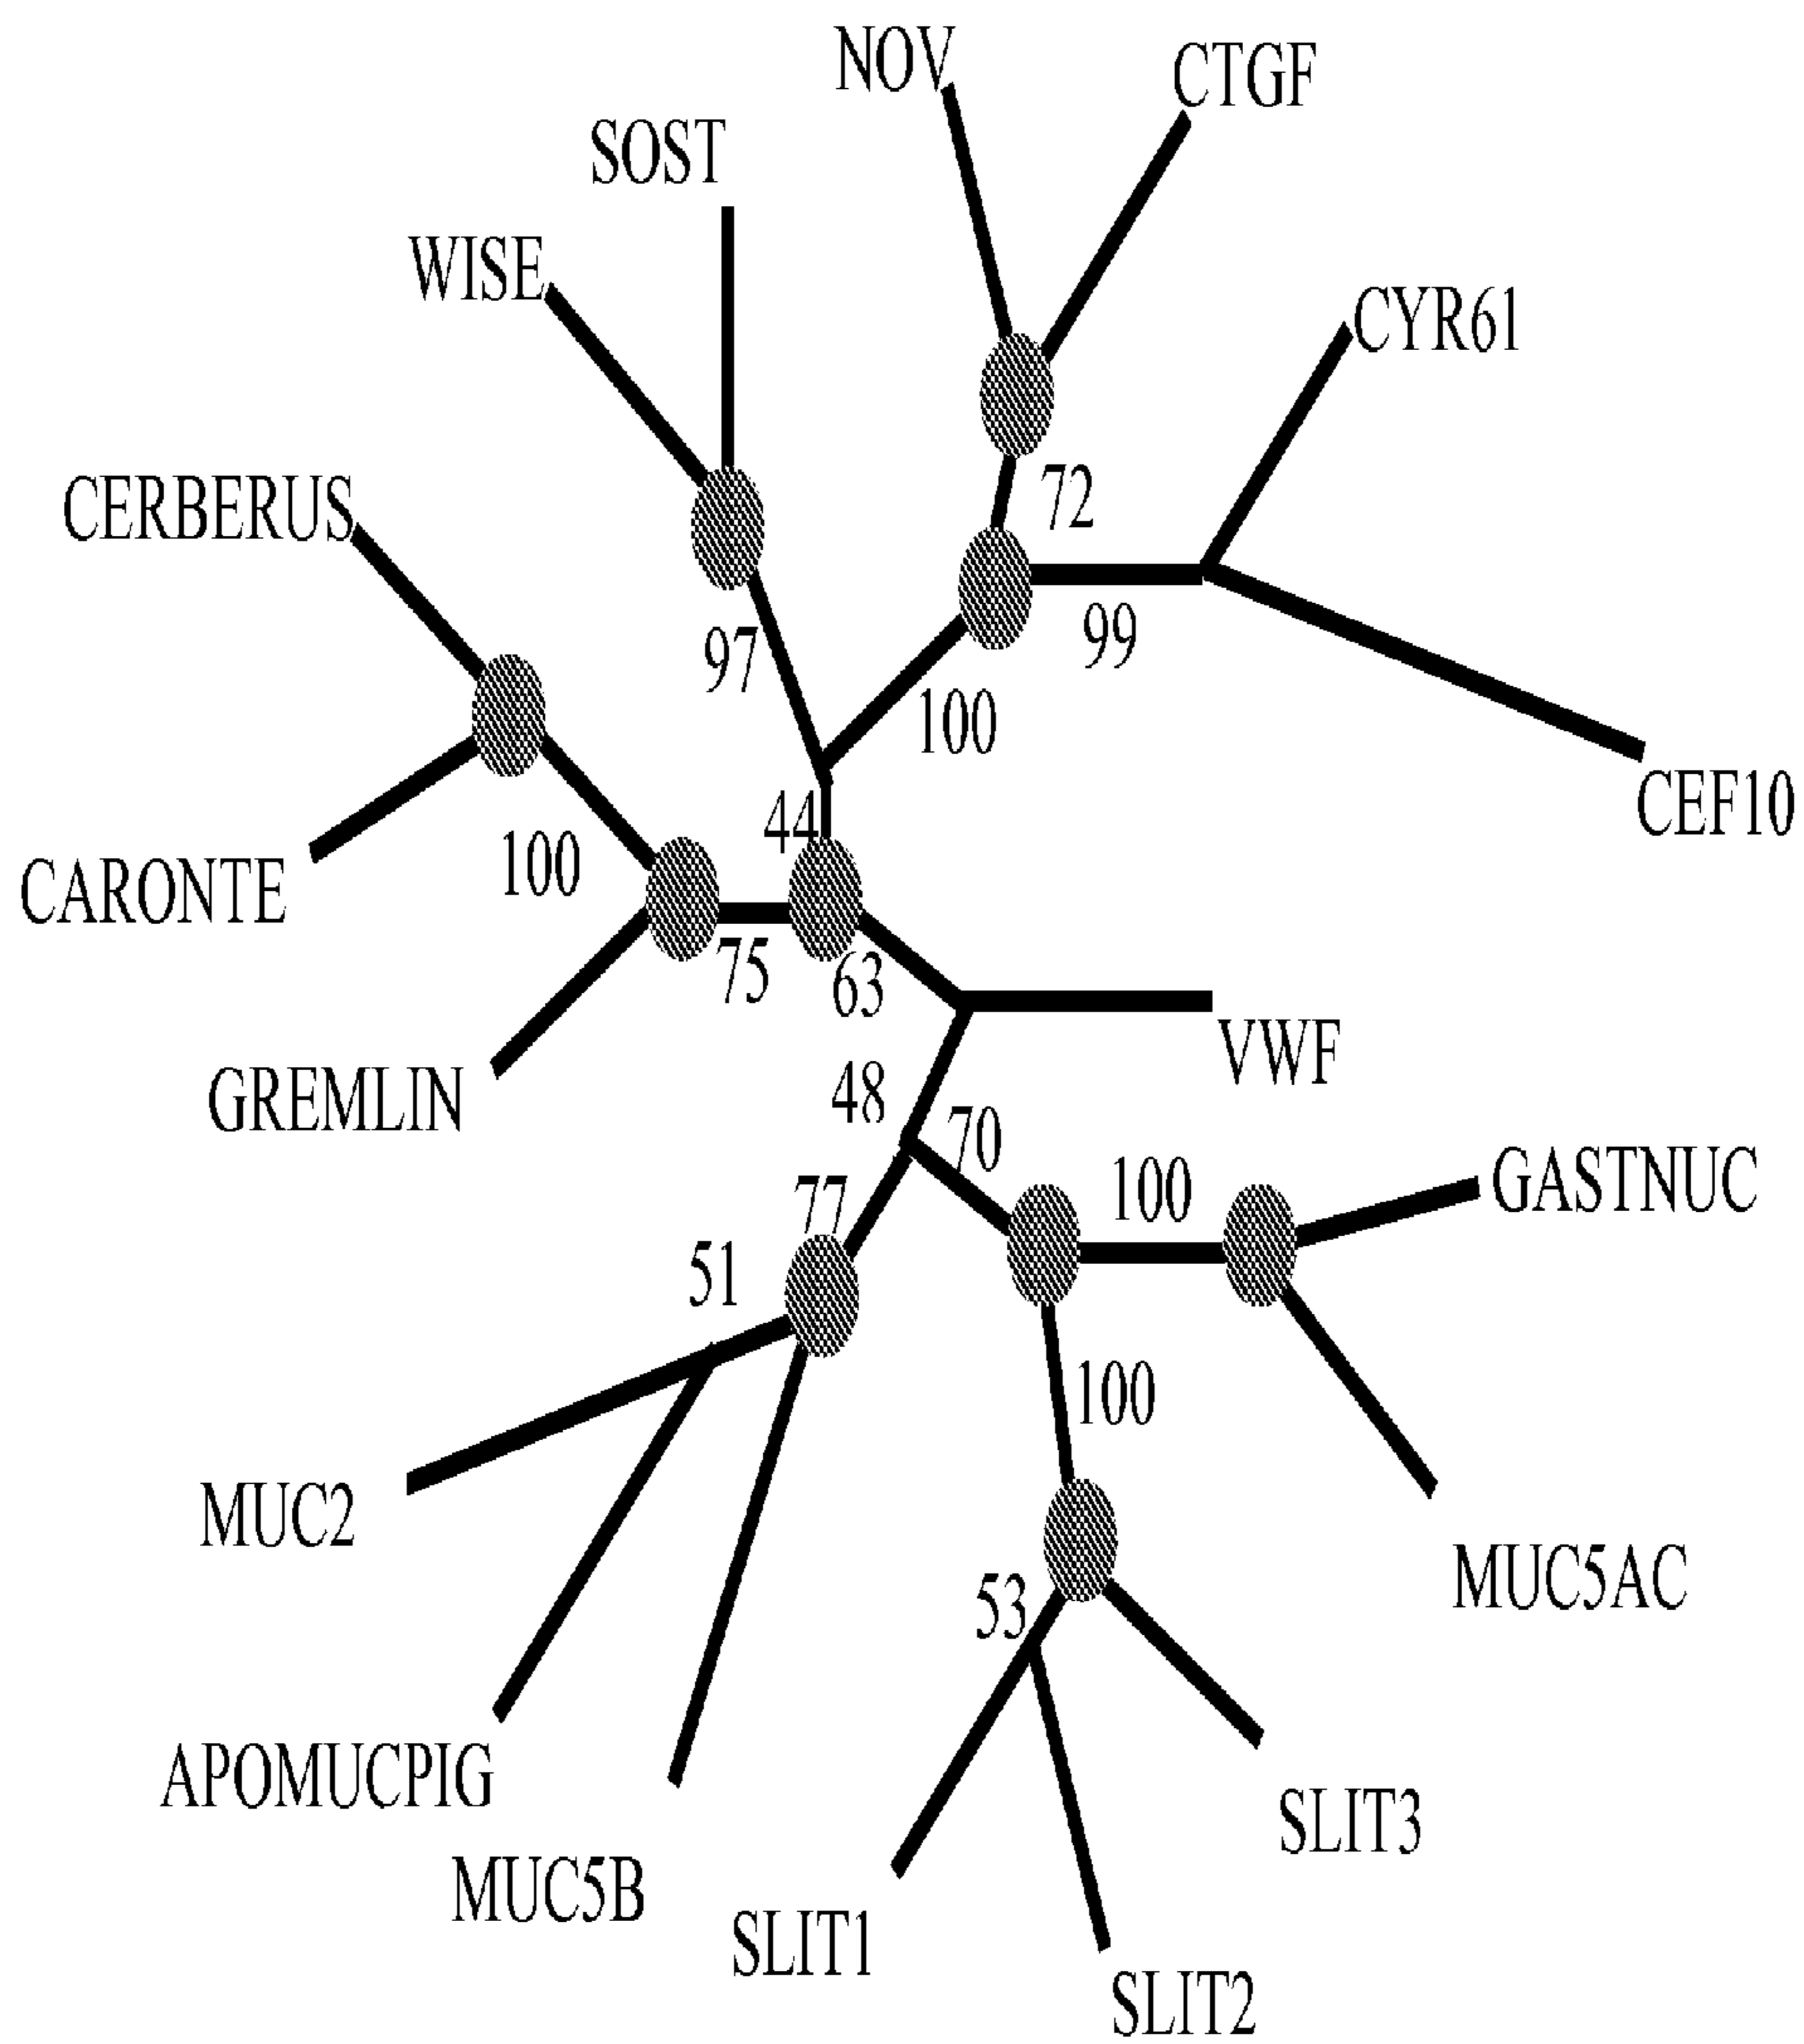 NOV
CTGF
SOST
WISE
CYR61
CERBERUS
72
99
97
100
CEF10
44
100
CARONTE
75
63
VWF
GREMLIN
48
70
100
GASTNUC
77
51
100
MUC2
MUC5AC
53
APOMUCPIG
SLIT3
MUC5B
SLIT1
SLIT2